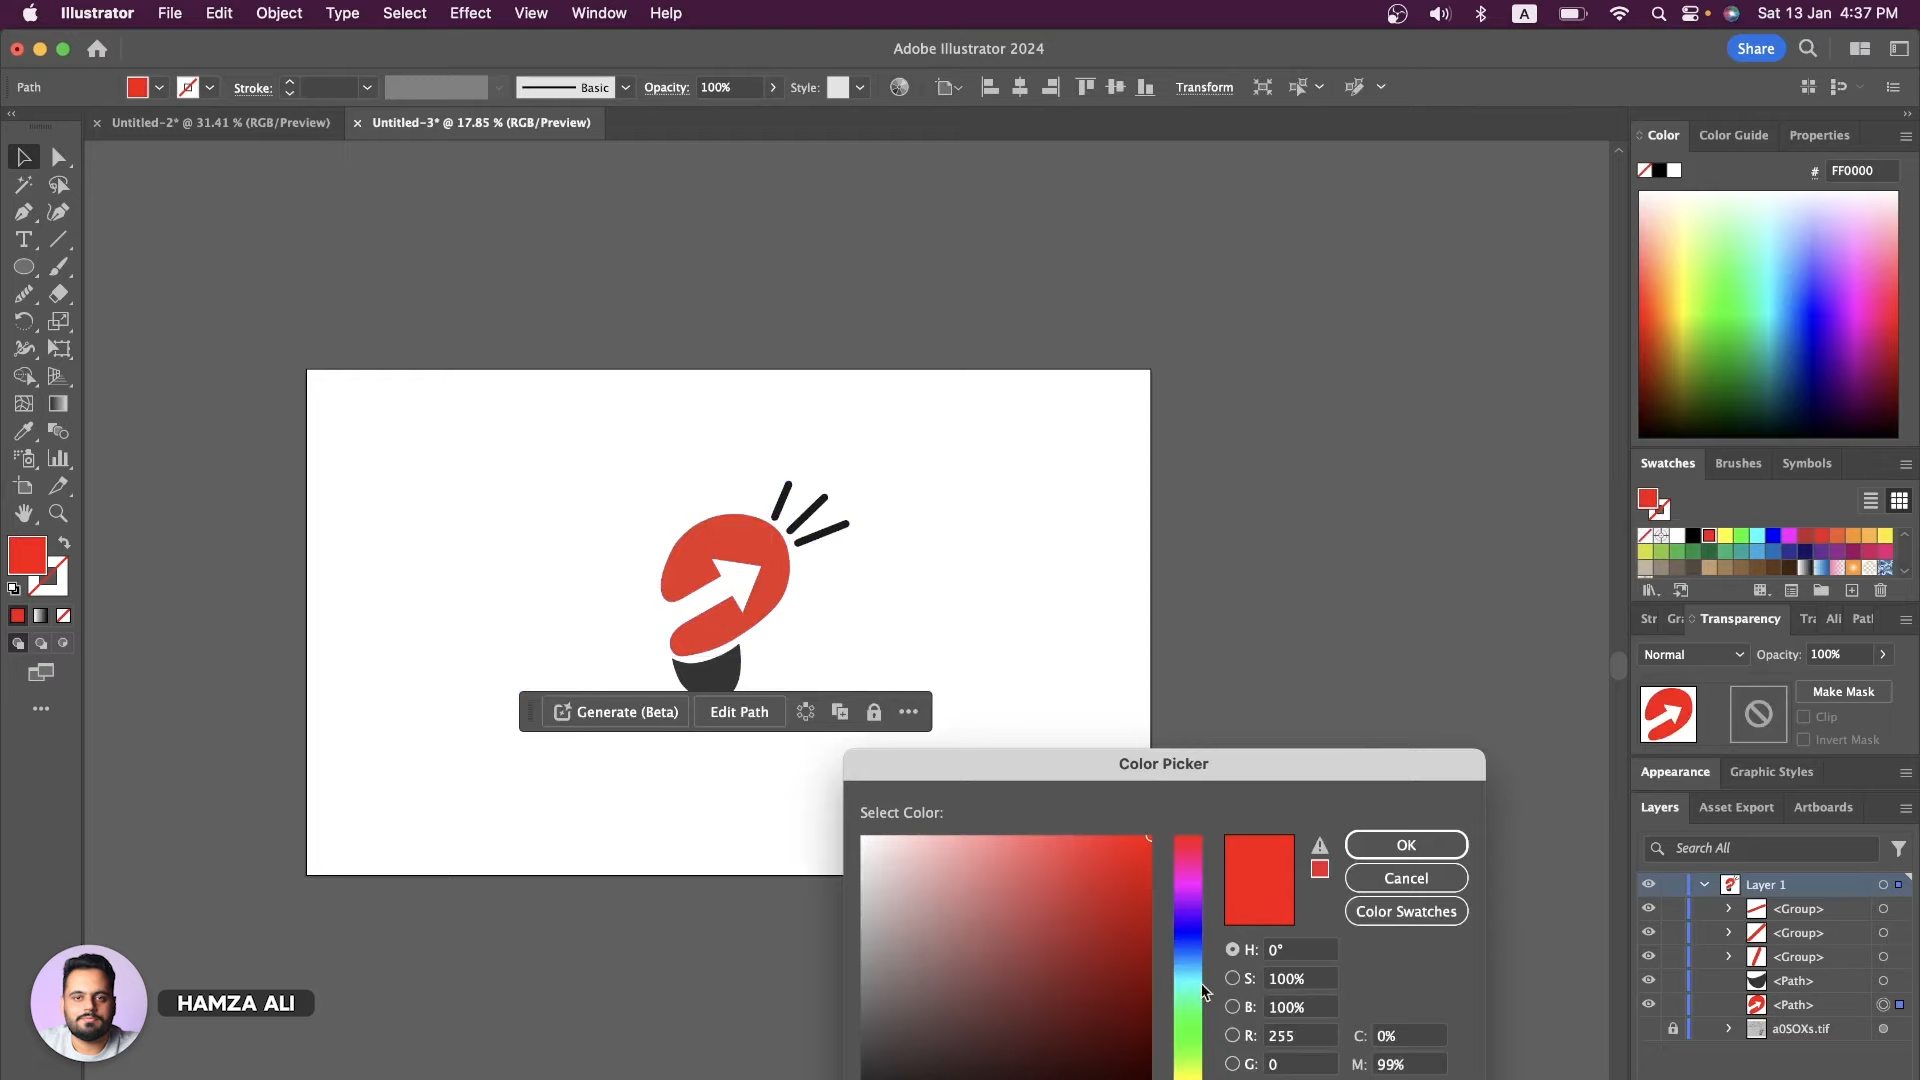 Illustrator File Edit Object Type Select Effect View Window Help
A Sat 13 Jan 4:37 PM
Adobe Illustrator 2024
Share
Path Stroke: Basic Opacity: 100% Style: Transform
Untitled-2* @ 31.41 % (RGB/Preview) Untitled-3* @ 17.85 % (RGB/Preview)
Color Color Guide Properties
# FF0000
Swatches Brushes Symbols
Str Gra Transparency Tra Ali Path
Normal Opacity: 100%
Make Mask
Clip
Invert Mask
Generate (Beta) Edit Path
Appearance Graphic Styles
Layers Asset Export Artboards
Search All
Layer 1
<Group>
<Group>
<Group>
<Path>
<Path>
a0SOXs.tif
Color Picker
Select Color:
OK
Cancel
Color Swatches
H: 0°
S: 100%
B: 100%
R: 255 C: 0%
G: 0 M: 99%
HAMZA ALI